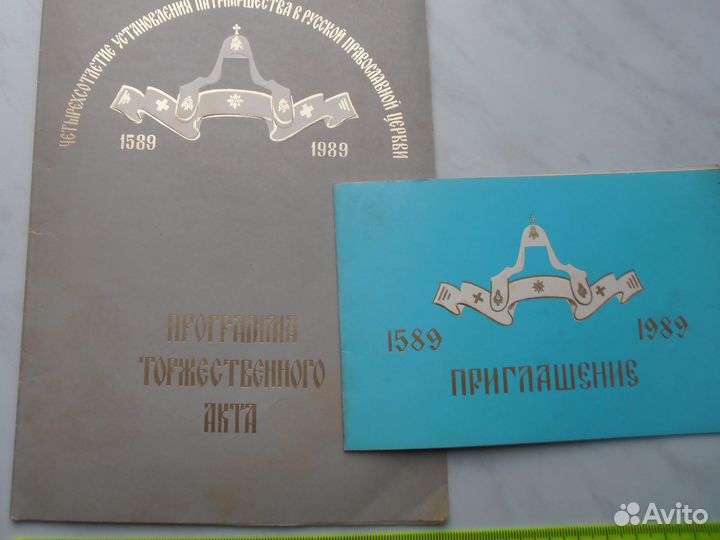 ЧЕТЫРЕХСОТЛЕТИЕ УСТАНОВЛЕНИЯ ПАТРИАРШЕСТВА В РУССКОЙ ПРАВОСЛАВНОЙ ЦЕРКВИ
1589 1989
ПРОГРАММА
ТОРЖЕСТВЕННОГО
АКТА
1589 1989
ПРИГЛАШЕНИЕ
Avito